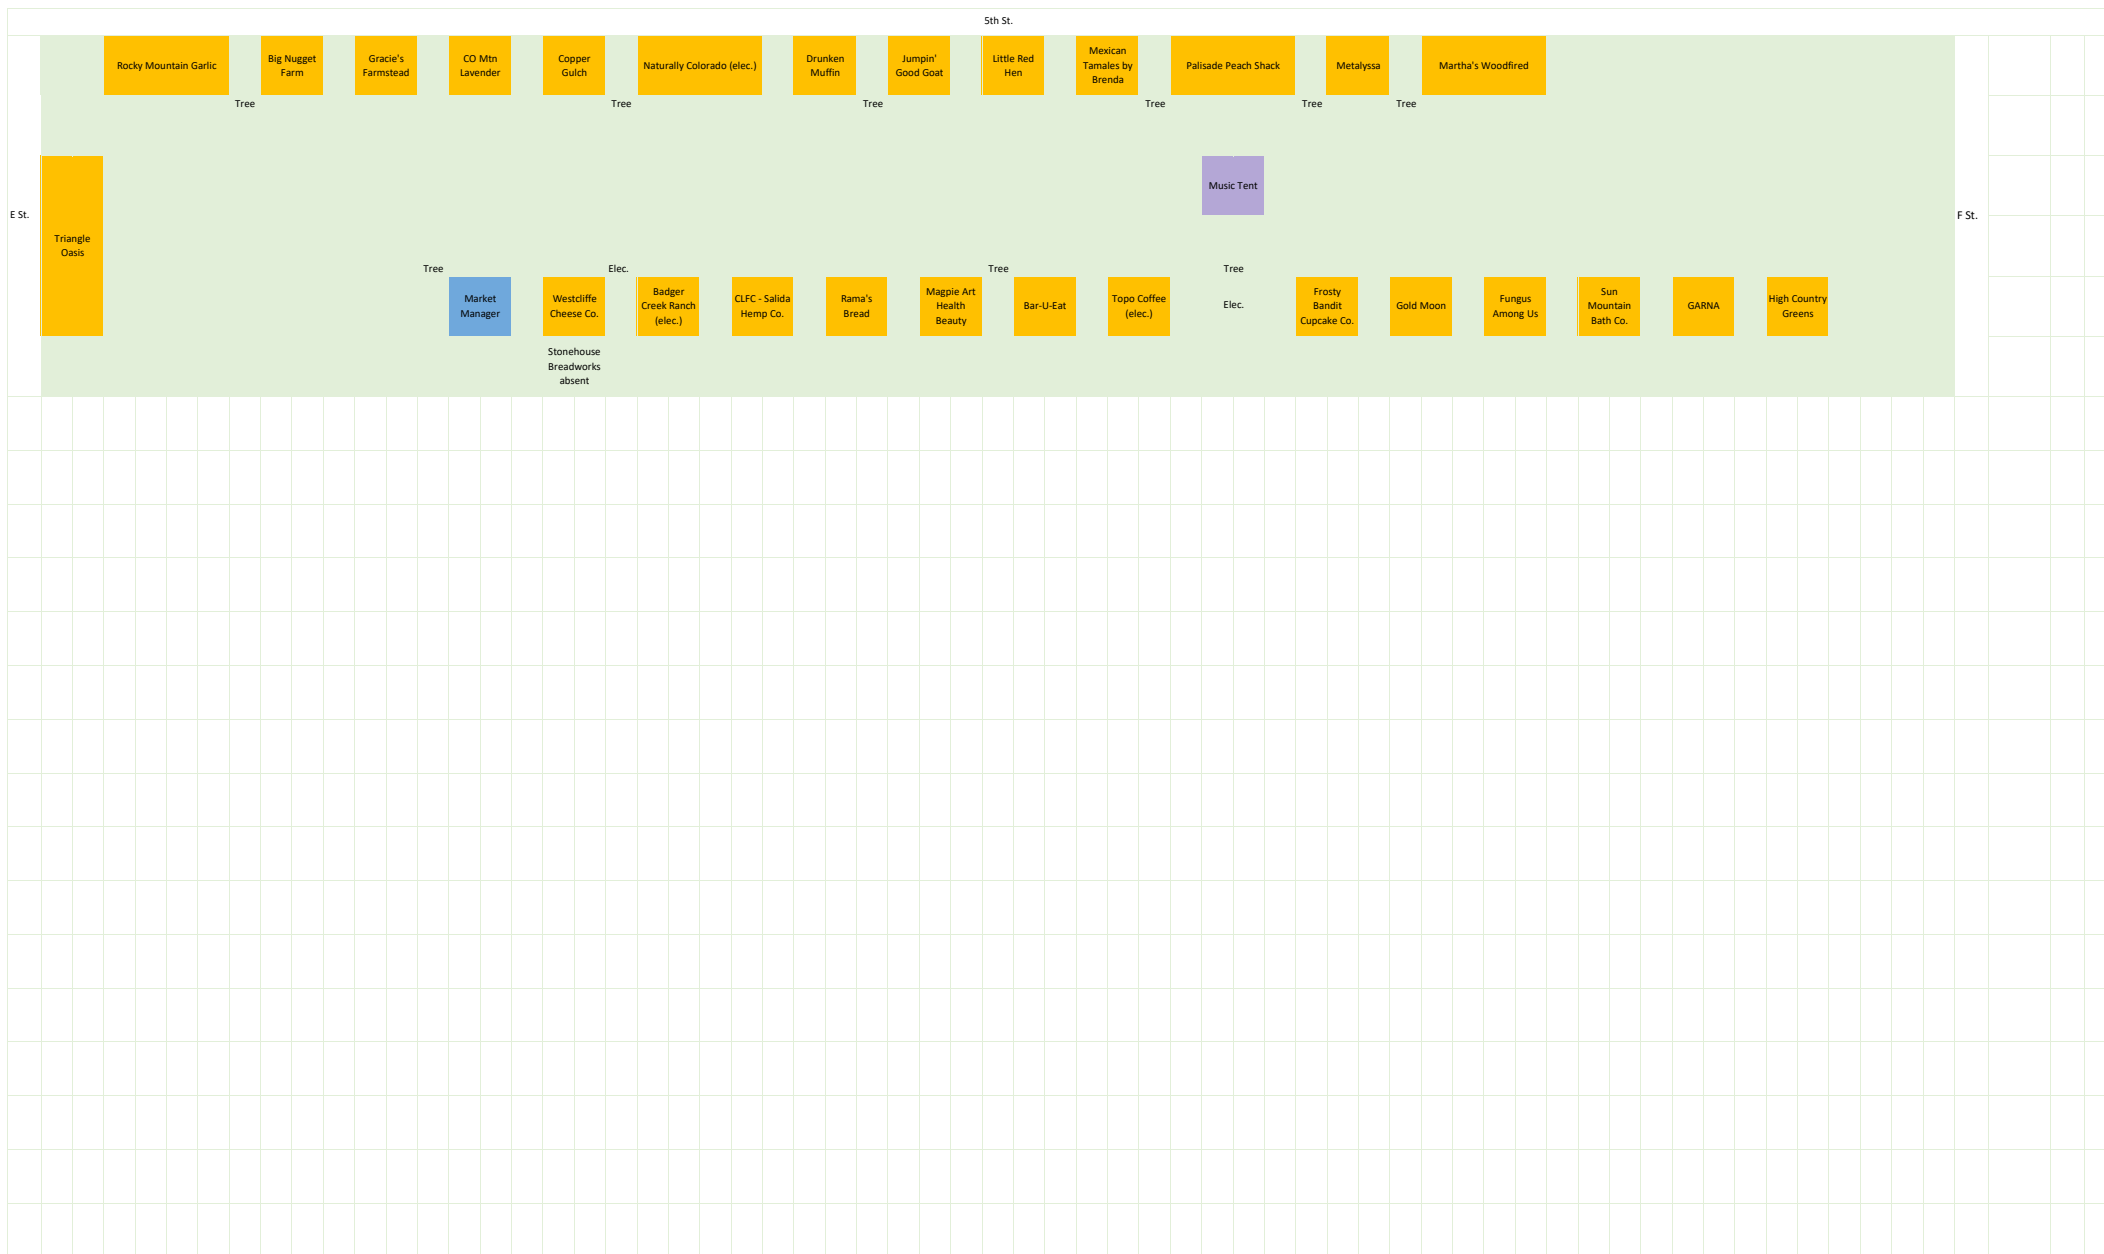 5th St.
Rocky Mountain Garlic
Big Nugget
Farm
Gracie's
Farmstead
CO Mtn
Lavender
Copper
Gulch
Naturally Colorado (elec.)
Drunken
Muffin
Jumpin'
Good Goat
Little Red
Hen
Mexican
Tamales by
Brenda
Palisade Peach Shack
Metalyssa
Martha's Woodfired
Tree
Tree
Tree
Tree
Tree
Tree
Music Tent
E St.
F St.
Triangle
Oasis
Tree
Elec.
Tree
Tree
Market
Manager
Westcliffe
Cheese Co.
Badger
Creek Ranch
(elec.)
CLFC - Salida
Hemp Co.
Rama's
Bread
Magpie Art
Health
Beauty
Bar-U-Eat
Topo Coffee
(elec.)
Elec.
Frosty
Bandit
Cupcake Co.
Gold Moon
Fungus
Among Us
Sun
Mountain
Bath Co.
GARNA
High Country
Greens
Stonehouse
Breadworks
absent